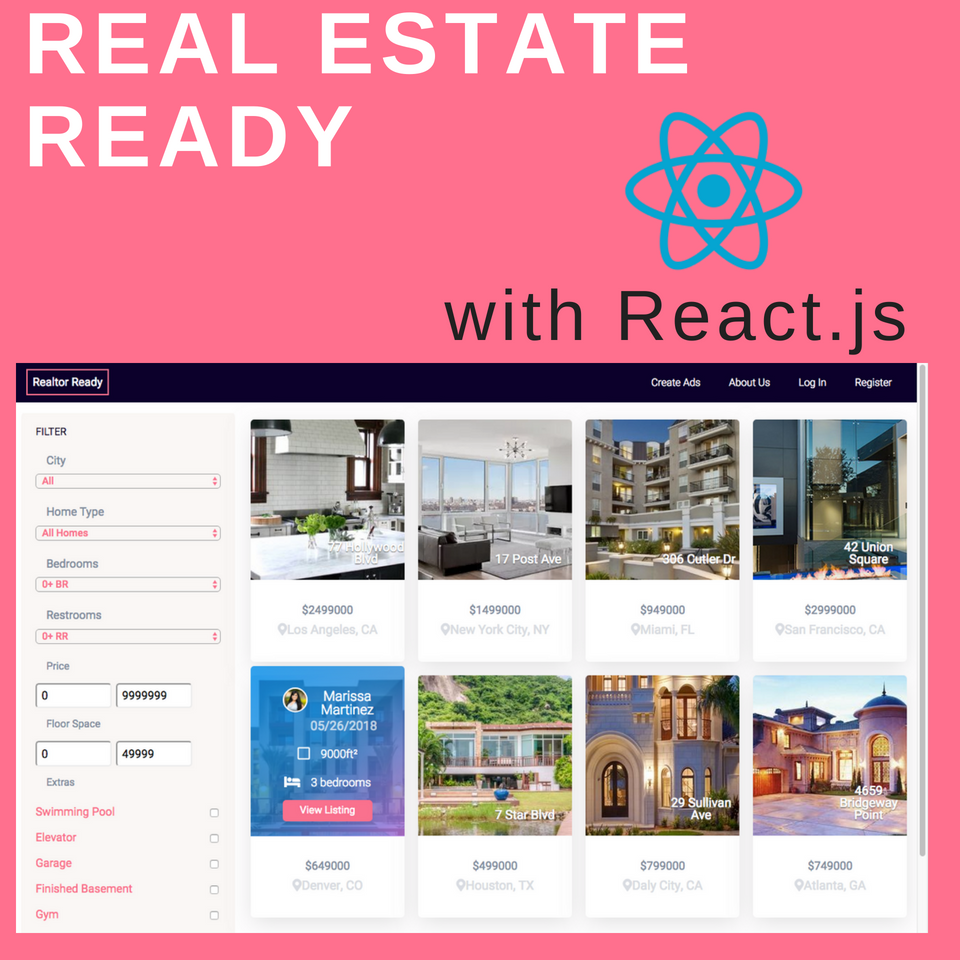 REAL ESTATE
READY
with React.js
Realtor Ready
Create Ads
About Us
Log In
Register
FILTER
City
All
Home Type
All Homes
Bedrooms
0+ BR
Restrooms
0+ RR
Price
0
9999999
Floor Space
0
49999
Extras
Swimming Pool
Elevator
Garage
Finished Basement
Gym
77 Hollywood
Blvd
$2499000
Los Angeles, CA
17 Post Ave
$1499000
New York City, NY
306 Cutler Dr
$949000
Miami, FL
42 Union
Square
$2999000
San Francisco, CA
Marissa
Martinez
05/26/2018
9000ft²
3 bedrooms
View Listing
$649000
Denver, CO
7 Star Blvd
$499000
Houston, TX
29 Sullivan
Ave
$799000
Daly City, CA
4659
Bridgeway
Point
$749000
Atlanta, GA